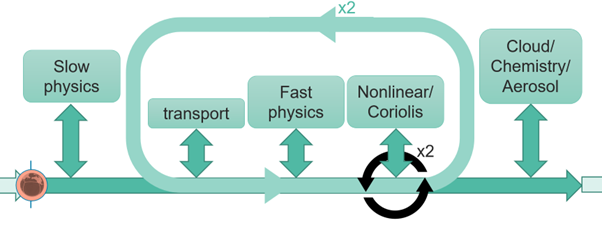 x2
Slow
physics
transport
Fast
physics
Nonlinear/
Coriolis
x2
Cloud/
Chemistry/
Aerosol